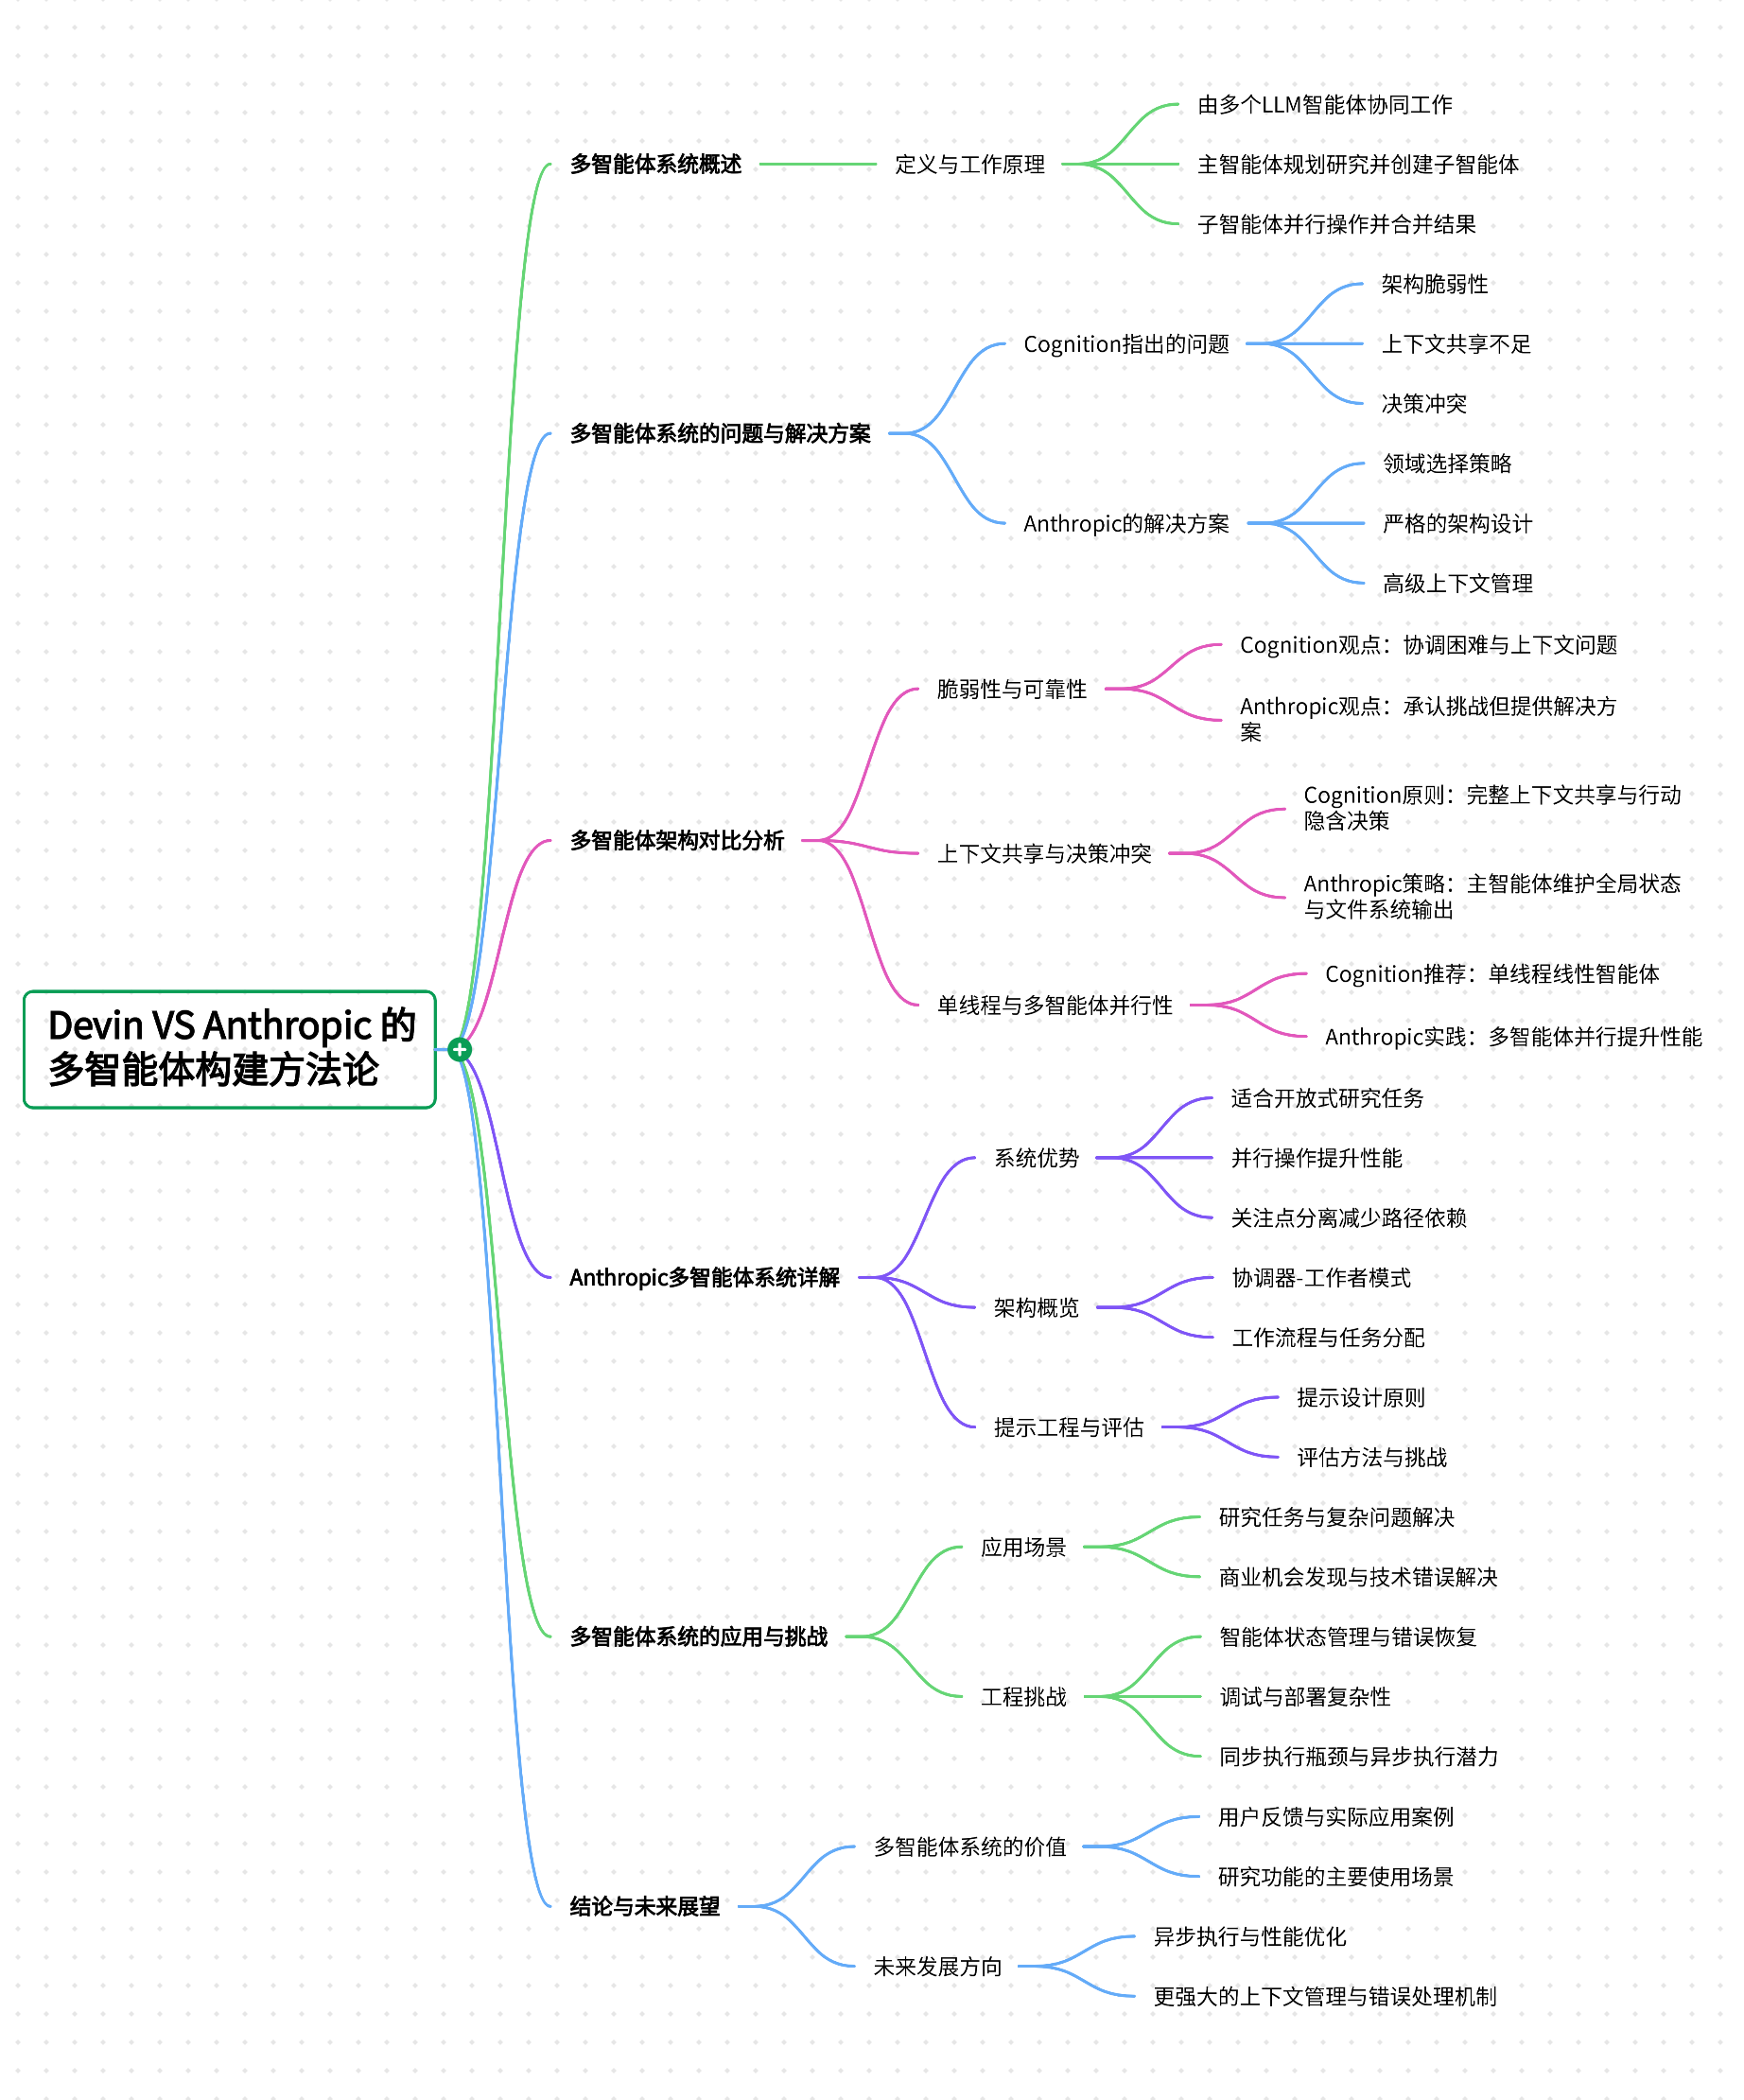 Devin VS Anthropic 的
多智能体构建方法论
多智能体系统概述
定义与工作原理
由多个LLM智能体协同工作
主智能体规划研究并创建子智能体
子智能体并行操作并合并结果
多智能体系统的问题与解决方案
Cognition指出的问题
架构脆弱性
上下文共享不足
决策冲突
Anthropic的解决方案
领域选择策略
严格的架构设计
高级上下文管理
多智能体架构对比分析
脆弱性与可靠性
Cognition观点：协调困难与上下文问题
Anthropic观点：承认挑战但提供解决方
案
上下文共享与决策冲突
Cognition原则：完整上下文共享与行动
隐含决策
Anthropic策略：主智能体维护全局状态
与文件系统输出
单线程与多智能体并行性
Cognition推荐：单线程线性智能体
Anthropic实践：多智能体并行提升性能
Anthropic多智能体系统详解
系统优势
适合开放式研究任务
并行操作提升性能
关注点分离减少路径依赖
架构概览
协调器-工作者模式
工作流程与任务分配
提示工程与评估
提示设计原则
评估方法与挑战
多智能体系统的应用与挑战
应用场景
研究任务与复杂问题解决
商业机会发现与技术错误解决
工程挑战
智能体状态管理与错误恢复
调试与部署复杂性
同步执行瓶颈与异步执行潜力
结论与未来展望
多智能体系统的价值
用户反馈与实际应用案例
研究功能的主要使用场景
未来发展方向
异步执行与性能优化
更强大的上下文管理与错误处理机制